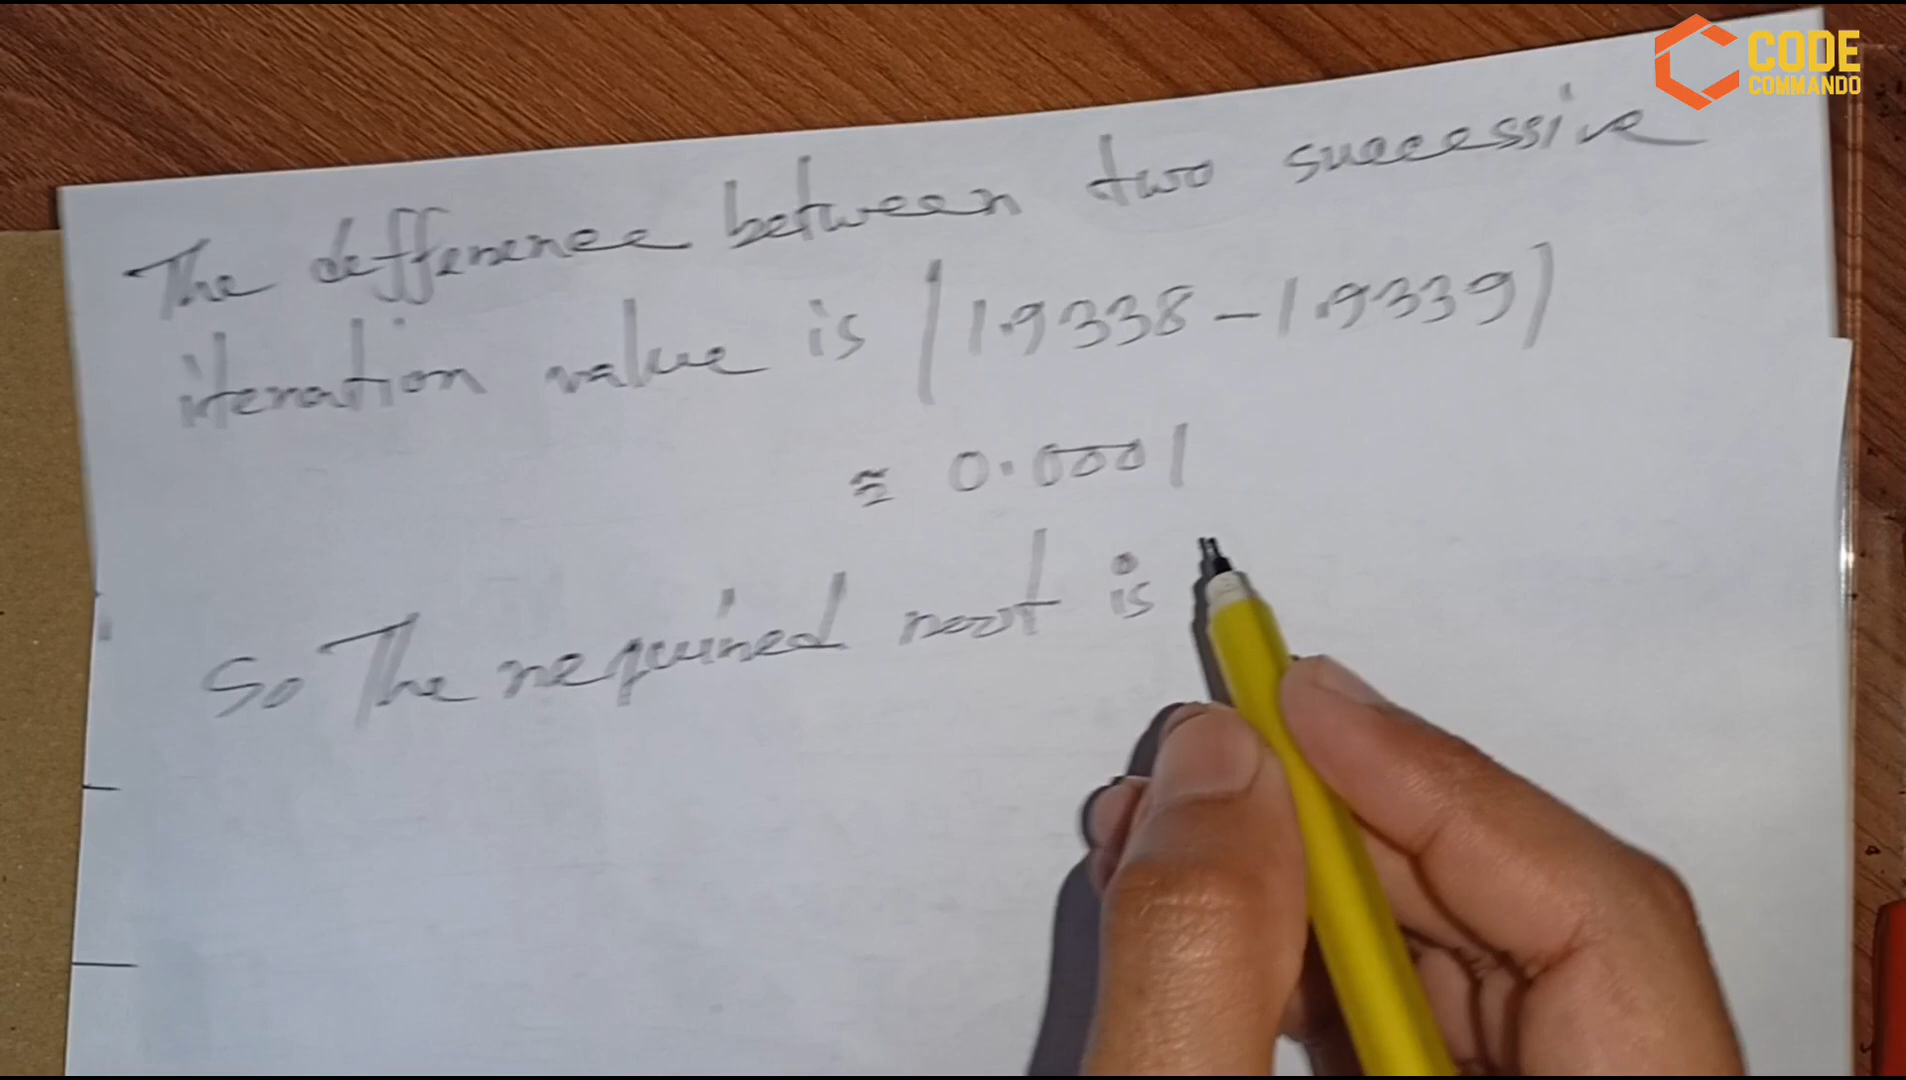 CODE
COMMANDO
The defference between two successive
iteration value is |1.9338-1.9339|
≈ 0.0001
So The required root is